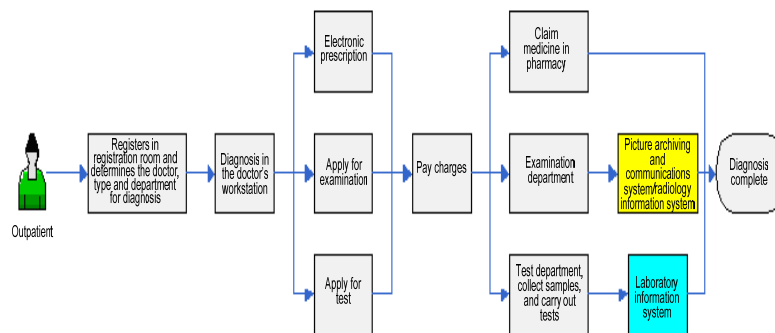 Outpatient
Registers in
registration room and
determines the doctor,
type and department
for diagnosis
Diagnosis in
the doctor's
workstation
Electronic
prescription
Apply for
examination
Apply for
test
Pay charges
Claim
medicine in
pharmacy
Examination
department
Test department,
collect samples,
and carry out
tests
Picture archiving
and
communications
system/radiology
information system
Laboratory
information
system
Diagnosis
complete